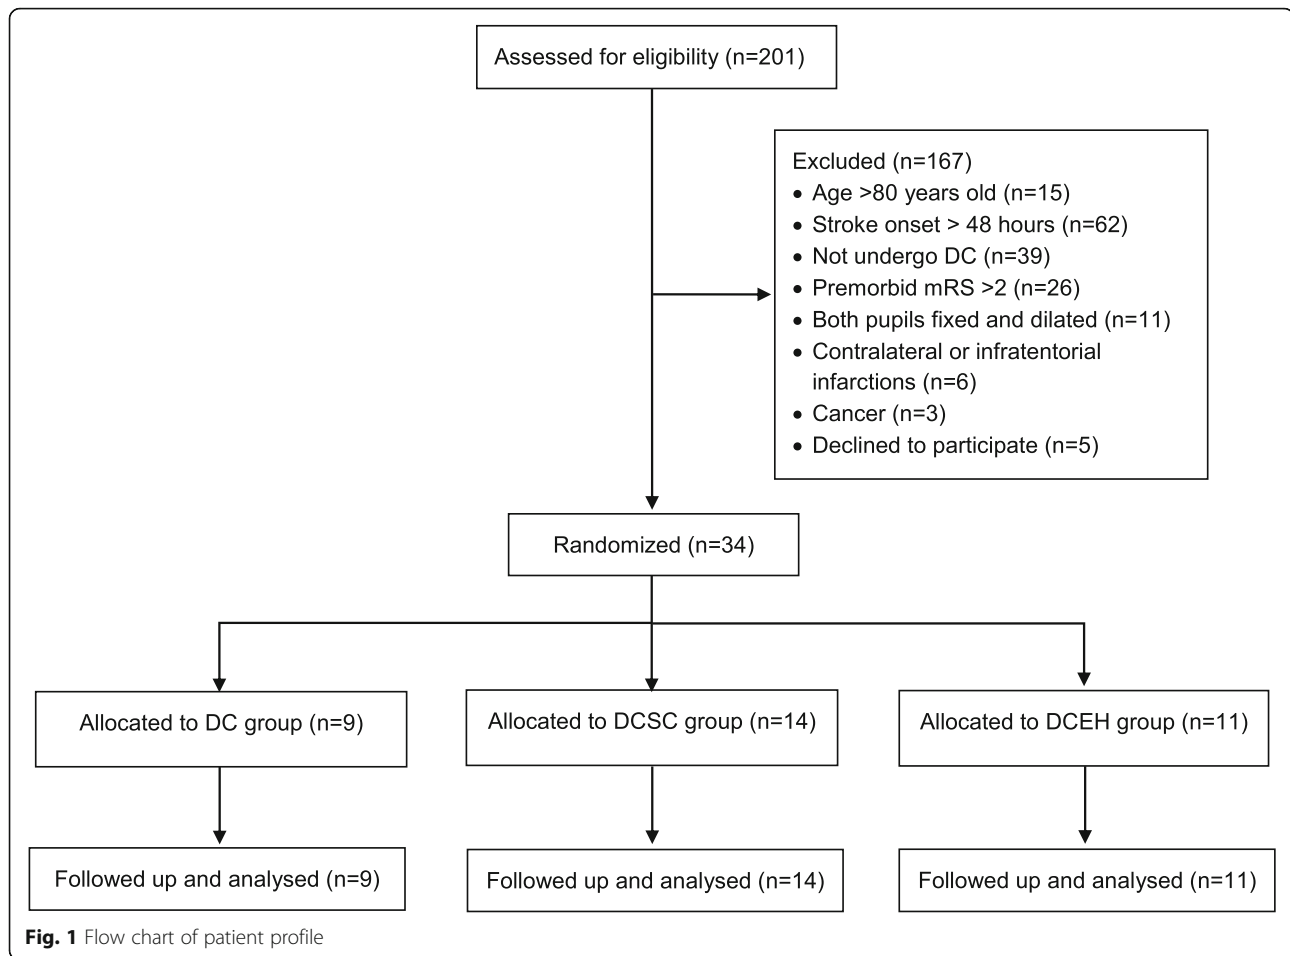 Assessed for eligibility (n=201)
Excluded (n=167)
• Age >80 years old (n=15)
• Stroke onset > 48 hours (n=62)
• Not undergo DC (n=39)
• Premorbid mRS >2 (n=26)
• Both pupils fixed and dilated (n=11)
• Contralateral or infratentorial
infarctions (n=6)
• Cancer (n=3)
• Declined to participate (n=5)
Randomized (n=34)
Allocated to DC group (n=9)
Allocated to DCSC group (n=14)
Allocated to DCEH group (n=11)
Followed up and analysed (n=9)
Followed up and analysed (n=14)
Followed up and analysed (n=11)
Fig. 1 Flow chart of patient profile